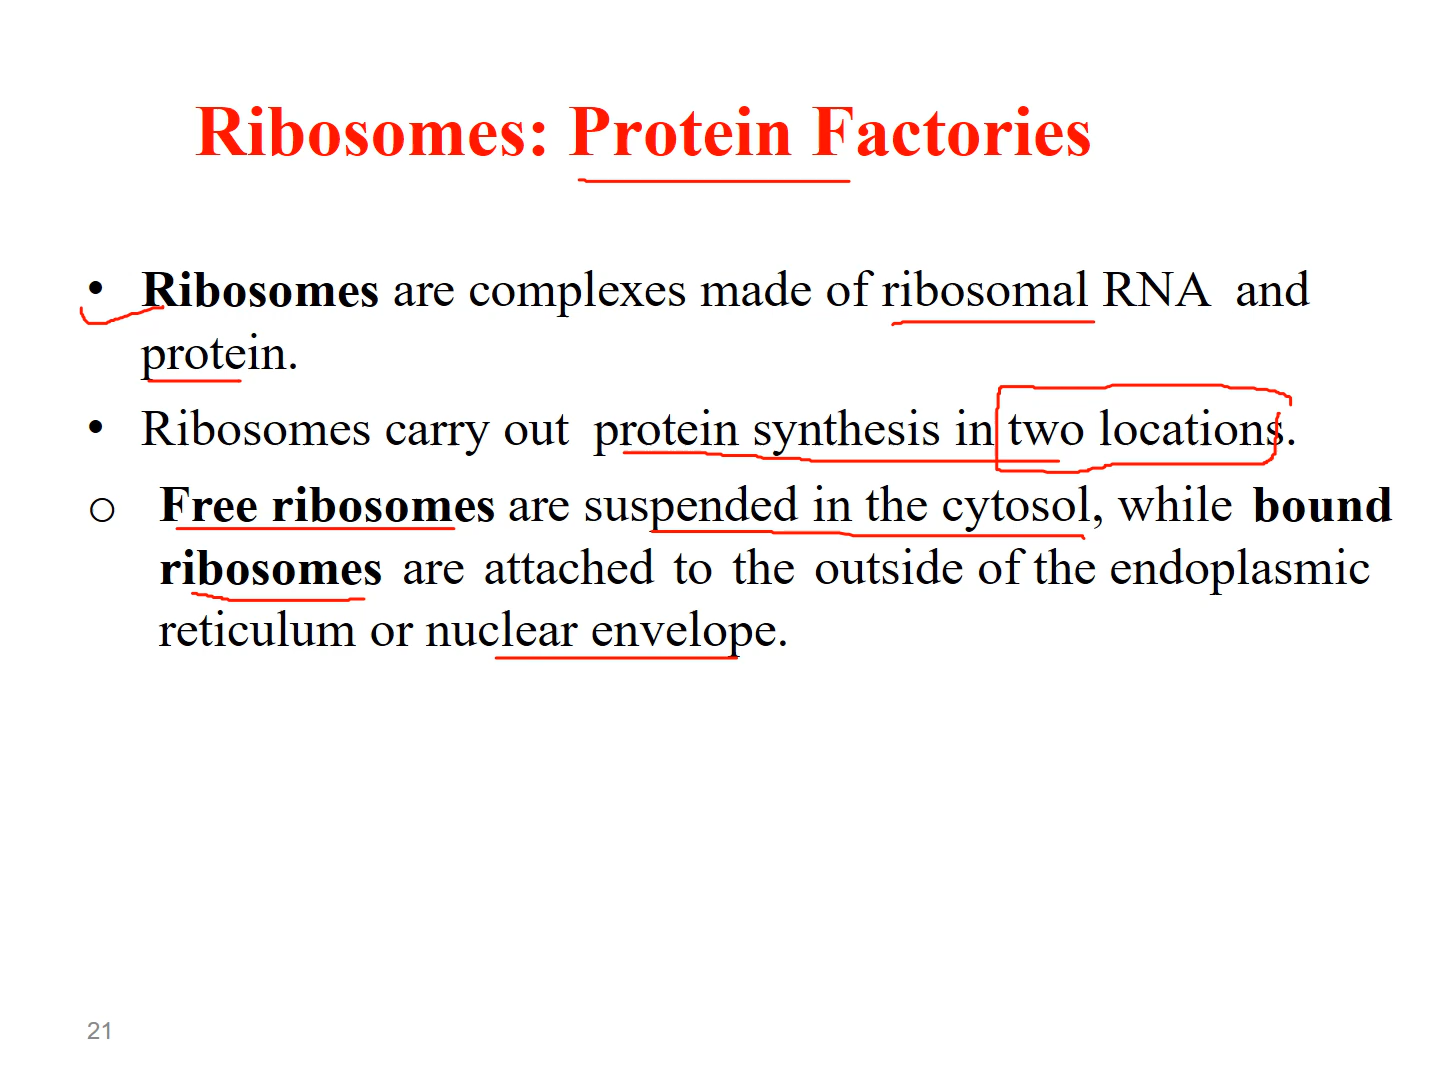 Ribosomes: Protein Factories
• Ribosomes are complexes made of ribosomal RNA and
protein.
• Ribosomes carry out protein synthesis in two locations.
o Free ribosomes are suspended in the cytosol, while bound
ribosomes are attached to the outside of the endoplasmic
reticulum or nuclear envelope.
21